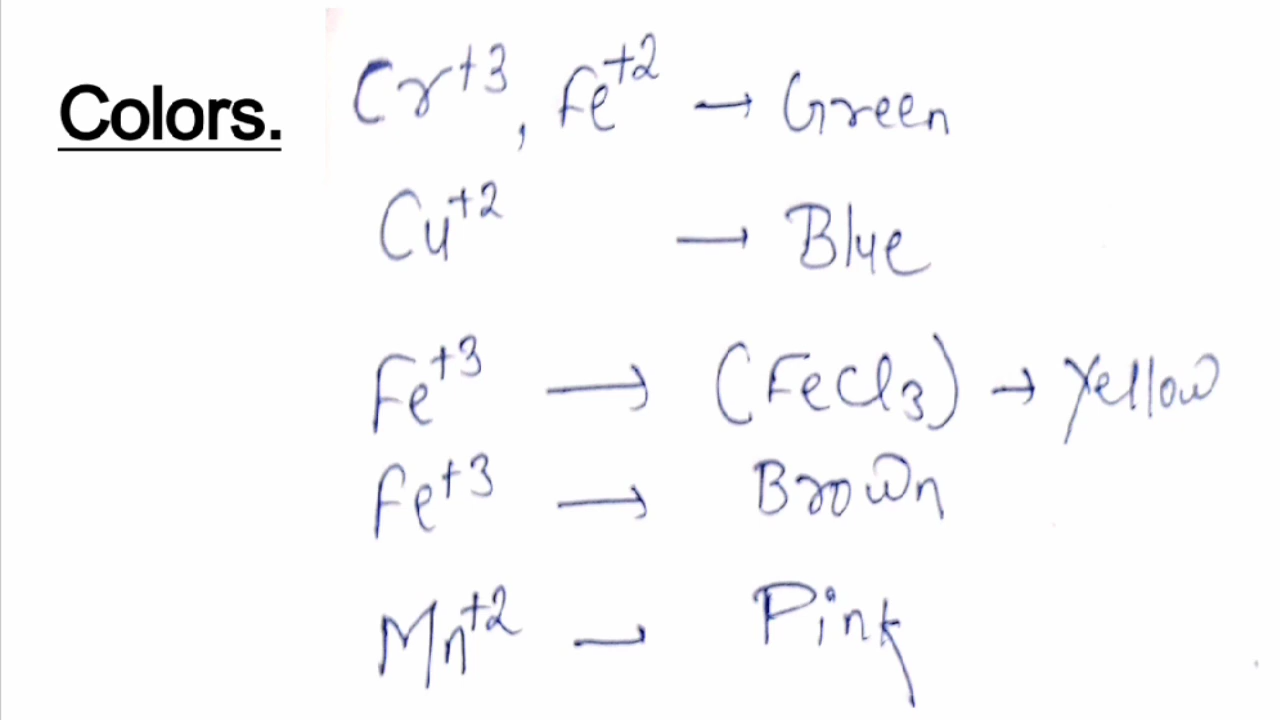 Colors.
Cr+3, Fe+2 → Green
Cu+2 → Blue
Fe+3 → (FeCl3) → Yellow
Fe+3 → Brown
Mn+2 → Pink